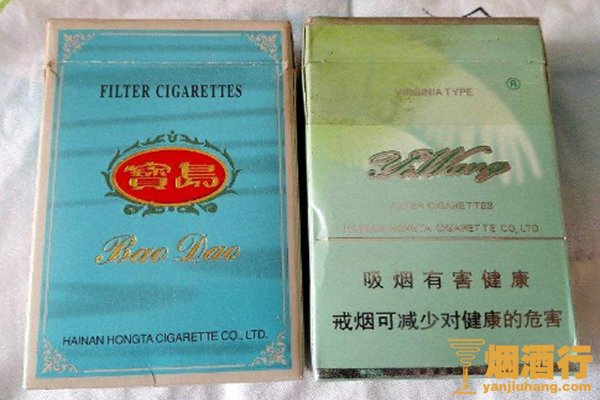 FILTER CIGARETTES
寶島
Bao Dao
HAINAN HONGTA CIGARETTE CO., LTD.
VIRGINIA TYPE
®
YiWang
FILTER CIGARETTES
HAINAN HONGTA CIGARETTE CO., LTD.
吸烟有害健康
戒烟可减少对健康的危害
烟酒行
yanjiuhang.com